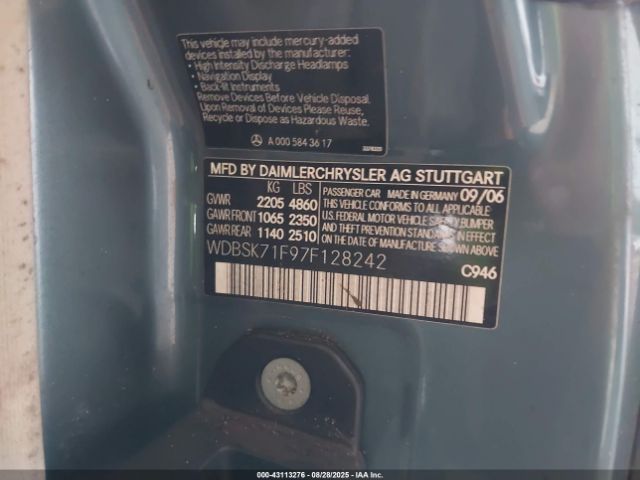 This vehicle may include mercury-added
devices installed by the manufacturer:
- High Intensity Discharge Headlamps
- Navigation Display
- Back-lit Instruments
Remove Devices Before Vehicle Disposal.
Upon Removal of Devices Please Reuse,
Recycle or Dispose as Hazardous Waste.
A 000 584 36 17
MFD BY DAIMLERCHRYSLER AG STUTTGART
KG LBS
GVWR 2205 4860
GAWR FRONT 1065 2350
GAWR REAR 1140 2510
PASSENGER CAR MADE IN GERMANY 09/06
THIS VEHICLE CONFORMS TO ALL APPLICABLE
U.S. FEDERAL MOTOR VEHICLE SAFETY, BUMPER
AND THEFT PREVENTION STANDARDS IN EFFECT
ON THE DATE OF MANUFACTURE SHOWN ABOVE.
WDBSK71F97F128242
C946
000-43113276 - 08/28/2025 - IAA, Inc.